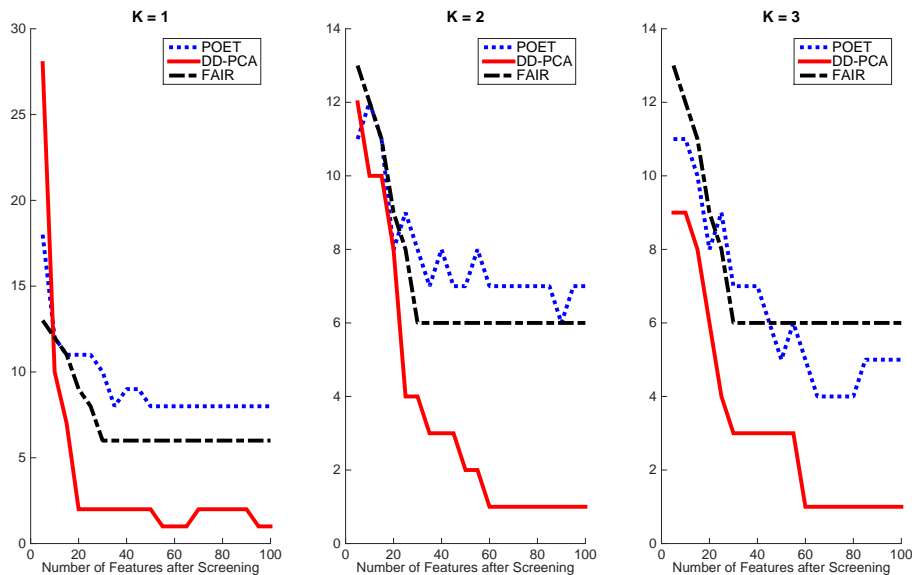 K = 1
POET
DD-PCA
FAIR
30
25
20
15
10
5
0
0 20 40 60 80 100
Number of Features after Screening
K = 2
POET
DD-PCA
FAIR
14
12
10
8
6
4
2
0
0 20 40 60 80 100
Number of Features after Screening
K = 3
POET
DD-PCA
FAIR
14
12
10
8
6
4
2
0
0 20 40 60 80 100
Number of Features after Screening